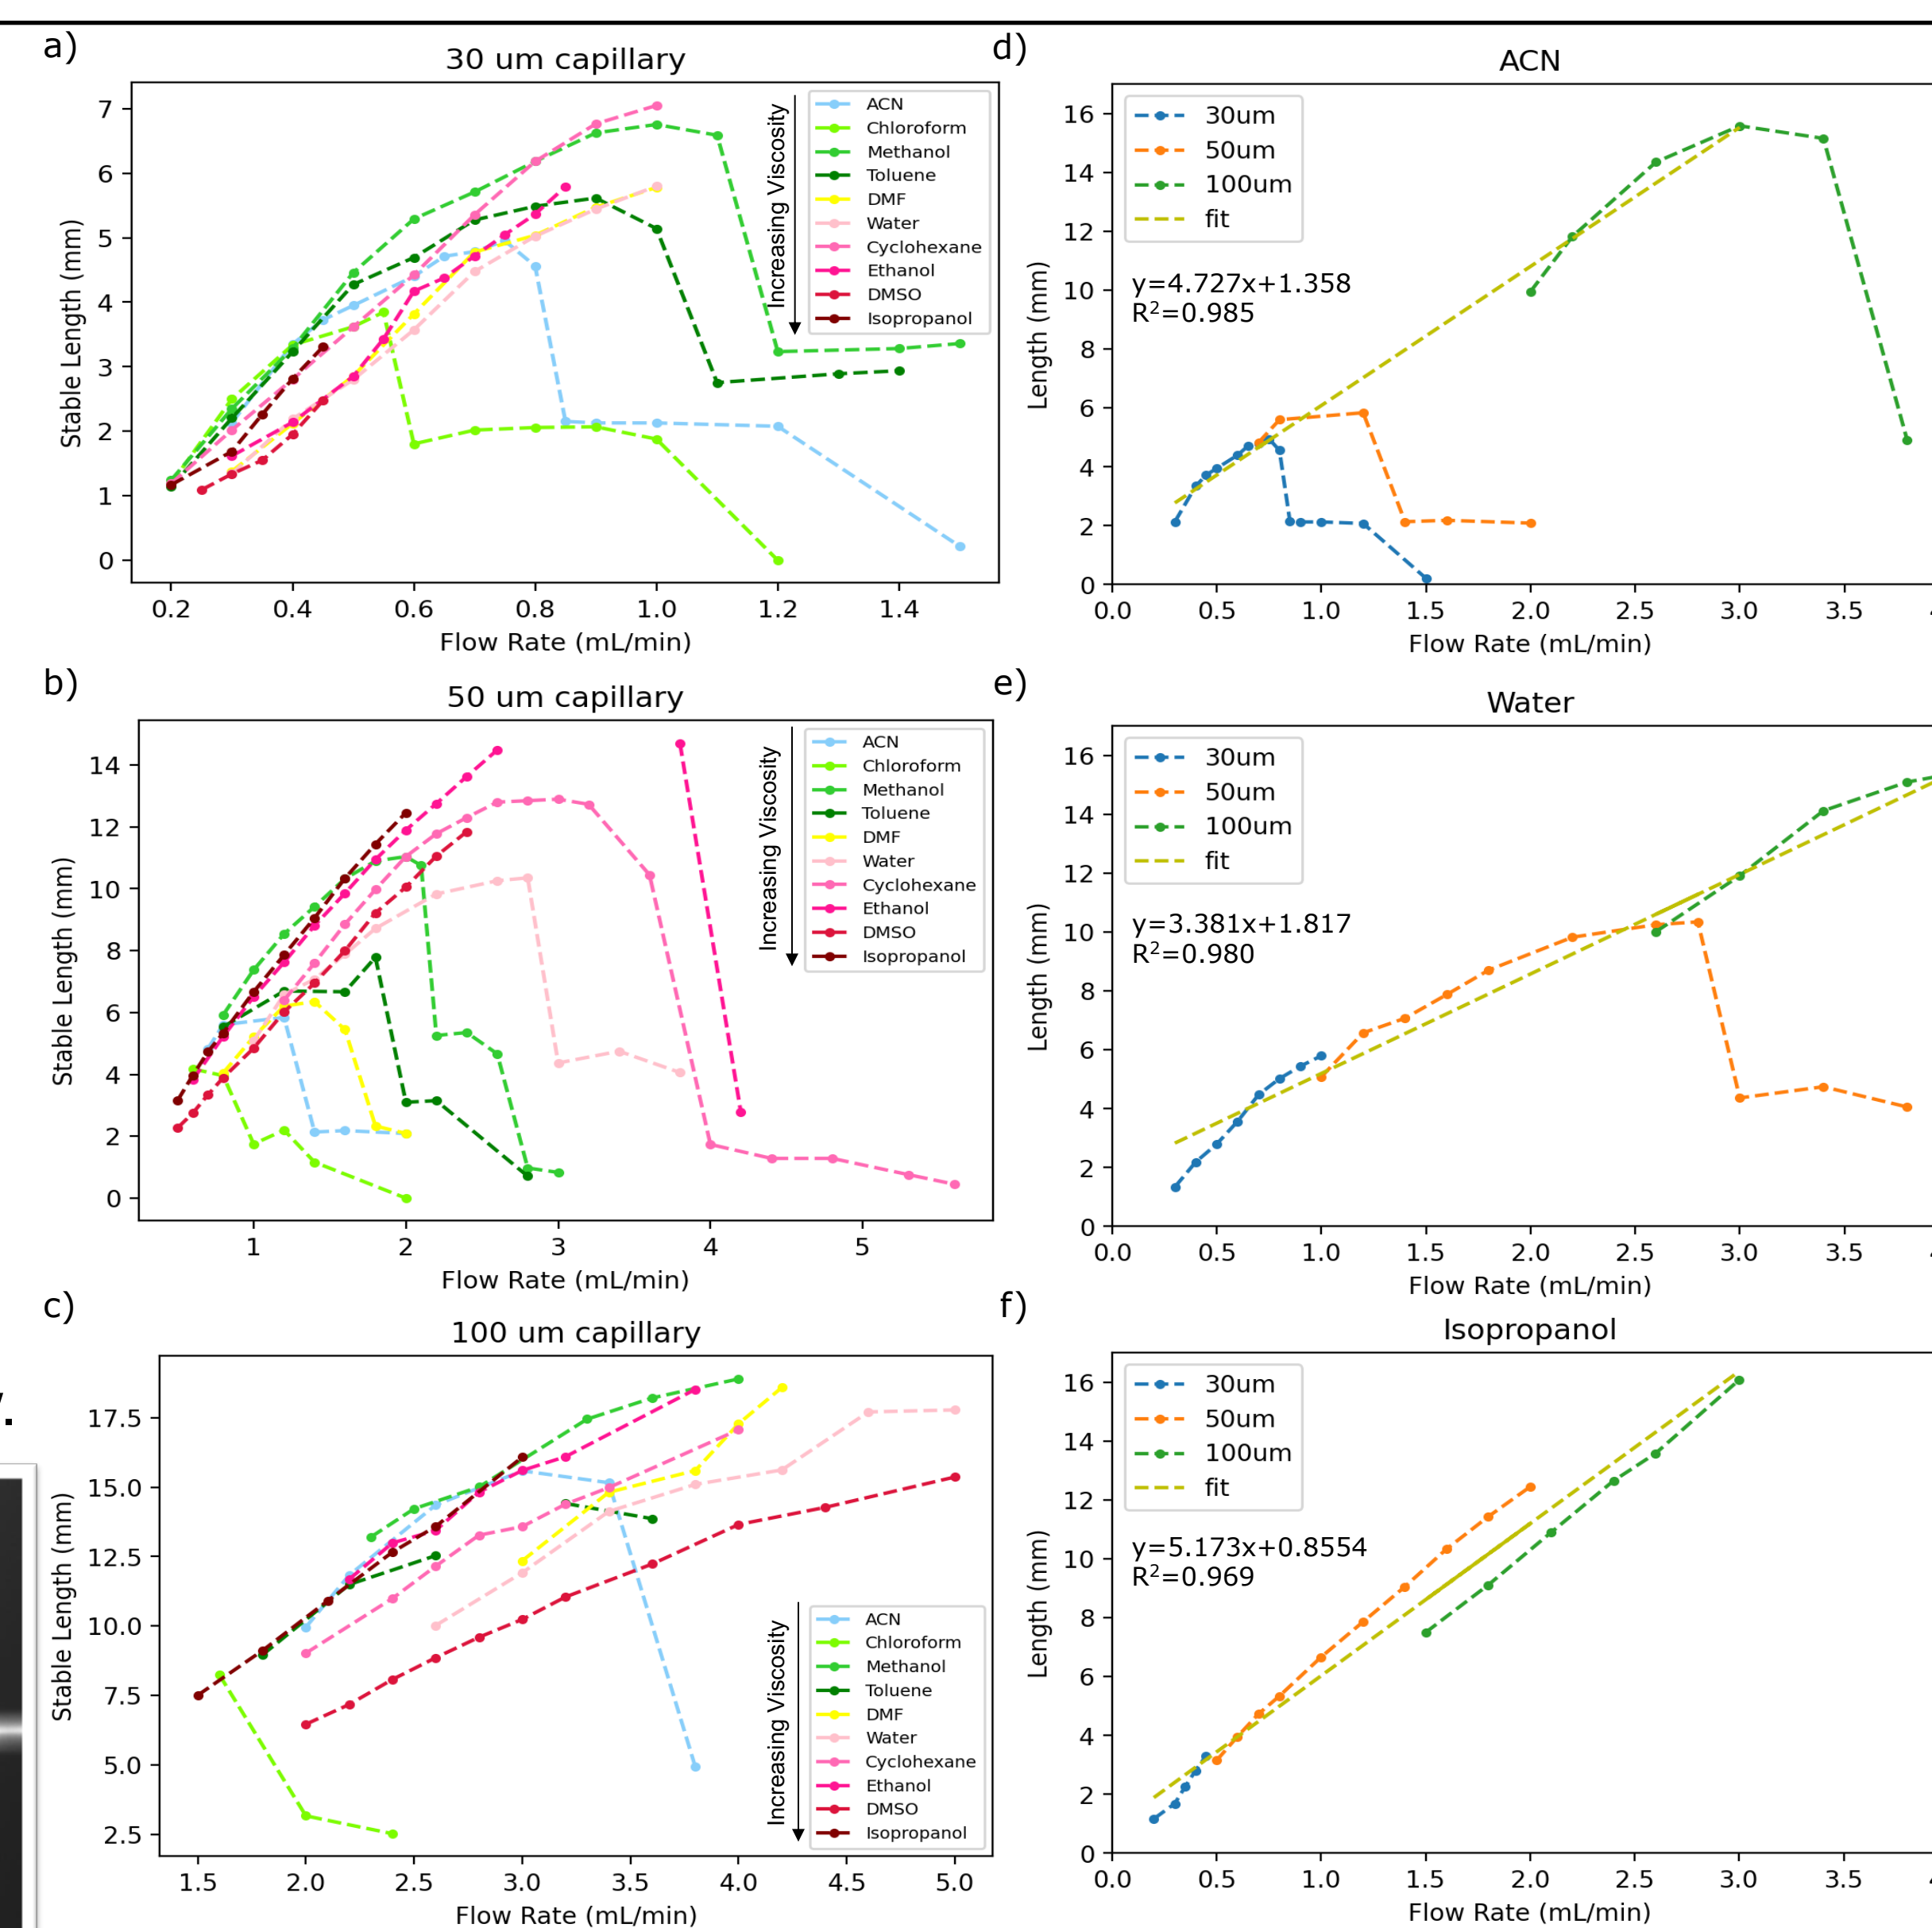 a)
30 um capillary
7
6
5
4
3
2
1
0
Stable Length (mm)
0.2 0.4 0.6 0.8 1.0 1.2 1.4
Flow Rate (mL/min)
Increasing Viscosity
ACN
Chloroform
Methanol
Toluene
DMF
Water
Cyclohexane
Ethanol
DMSO
Isopropanol
d)
ACN
16
14
12
10
8
6
4
2
0
Length (mm)
0.0 0.5 1.0 1.5 2.0 2.5 3.0 3.5
Flow Rate (mL/min)
30um
50um
100um
fit
y=4.727x+1.358
R²=0.985
b)
50 um capillary
14
12
10
8
6
4
2
0
Stable Length (mm)
1 2 3 4 5
Flow Rate (mL/min)
Increasing Viscosity
ACN
Chloroform
Methanol
Toluene
DMF
Water
Cyclohexane
Ethanol
DMSO
Isopropanol
e)
Water
16
14
12
10
8
6
4
2
0
Length (mm)
0.0 0.5 1.0 1.5 2.0 2.5 3.0 3.5
Flow Rate (mL/min)
30um
50um
100um
fit
y=3.381x+1.817
R²=0.980
c)
100 um capillary
17.5
15.0
12.5
10.0
7.5
5.0
2.5
Stable Length (mm)
1.5 2.0 2.5 3.0 3.5 4.0 4.5 5.0
Flow Rate (mL/min)
Increasing Viscosity
ACN
Chloroform
Methanol
Toluene
DMF
Water
Cyclohexane
Ethanol
DMSO
Isopropanol
f)
Isopropanol
16
14
12
10
8
6
4
2
0
Length (mm)
0.0 0.5 1.0 1.5 2.0 2.5 3.0 3.5
Flow Rate (mL/min)
30um
50um
100um
fit
y=5.173x+0.8554
R²=0.969